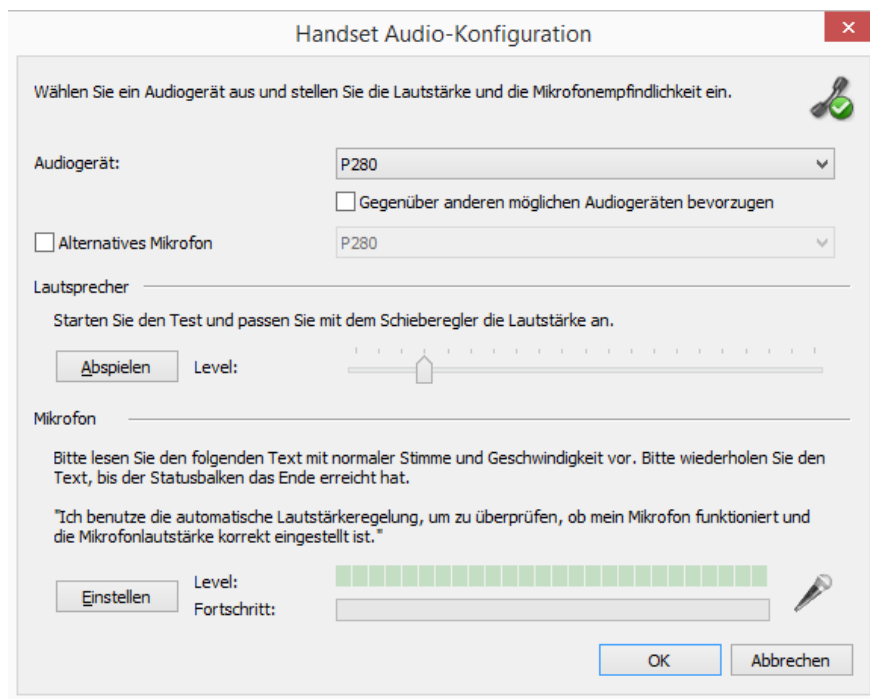 Handset Audio-Konfiguration
Wählen Sie ein Audiogerät aus und stellen Sie die Lautstärke und die Mikrofonempfindlichkeit ein.
Audiogerät:
P280
Gegenüber anderen möglichen Audiogeräten bevorzugen
Alternatives Mikrofon
P280
Lautsprecher
Starten Sie den Test und passen Sie mit dem Schieberegler die Lautstärke an.
Abspielen
Level:
Mikrofon
Bitte lesen Sie den folgenden Text mit normaler Stimme und Geschwindigkeit vor. Bitte wiederholen Sie den
Text, bis der Statusbalken das Ende erreicht hat.
"Ich benutze die automatische Lautstärkeregelung, um zu überprüfen, ob mein Mikrofon funktioniert und
die Mikrofonlautstärke korrekt eingestellt ist."
Einstellen
Level:
Fortschritt:
OK
Abbrechen